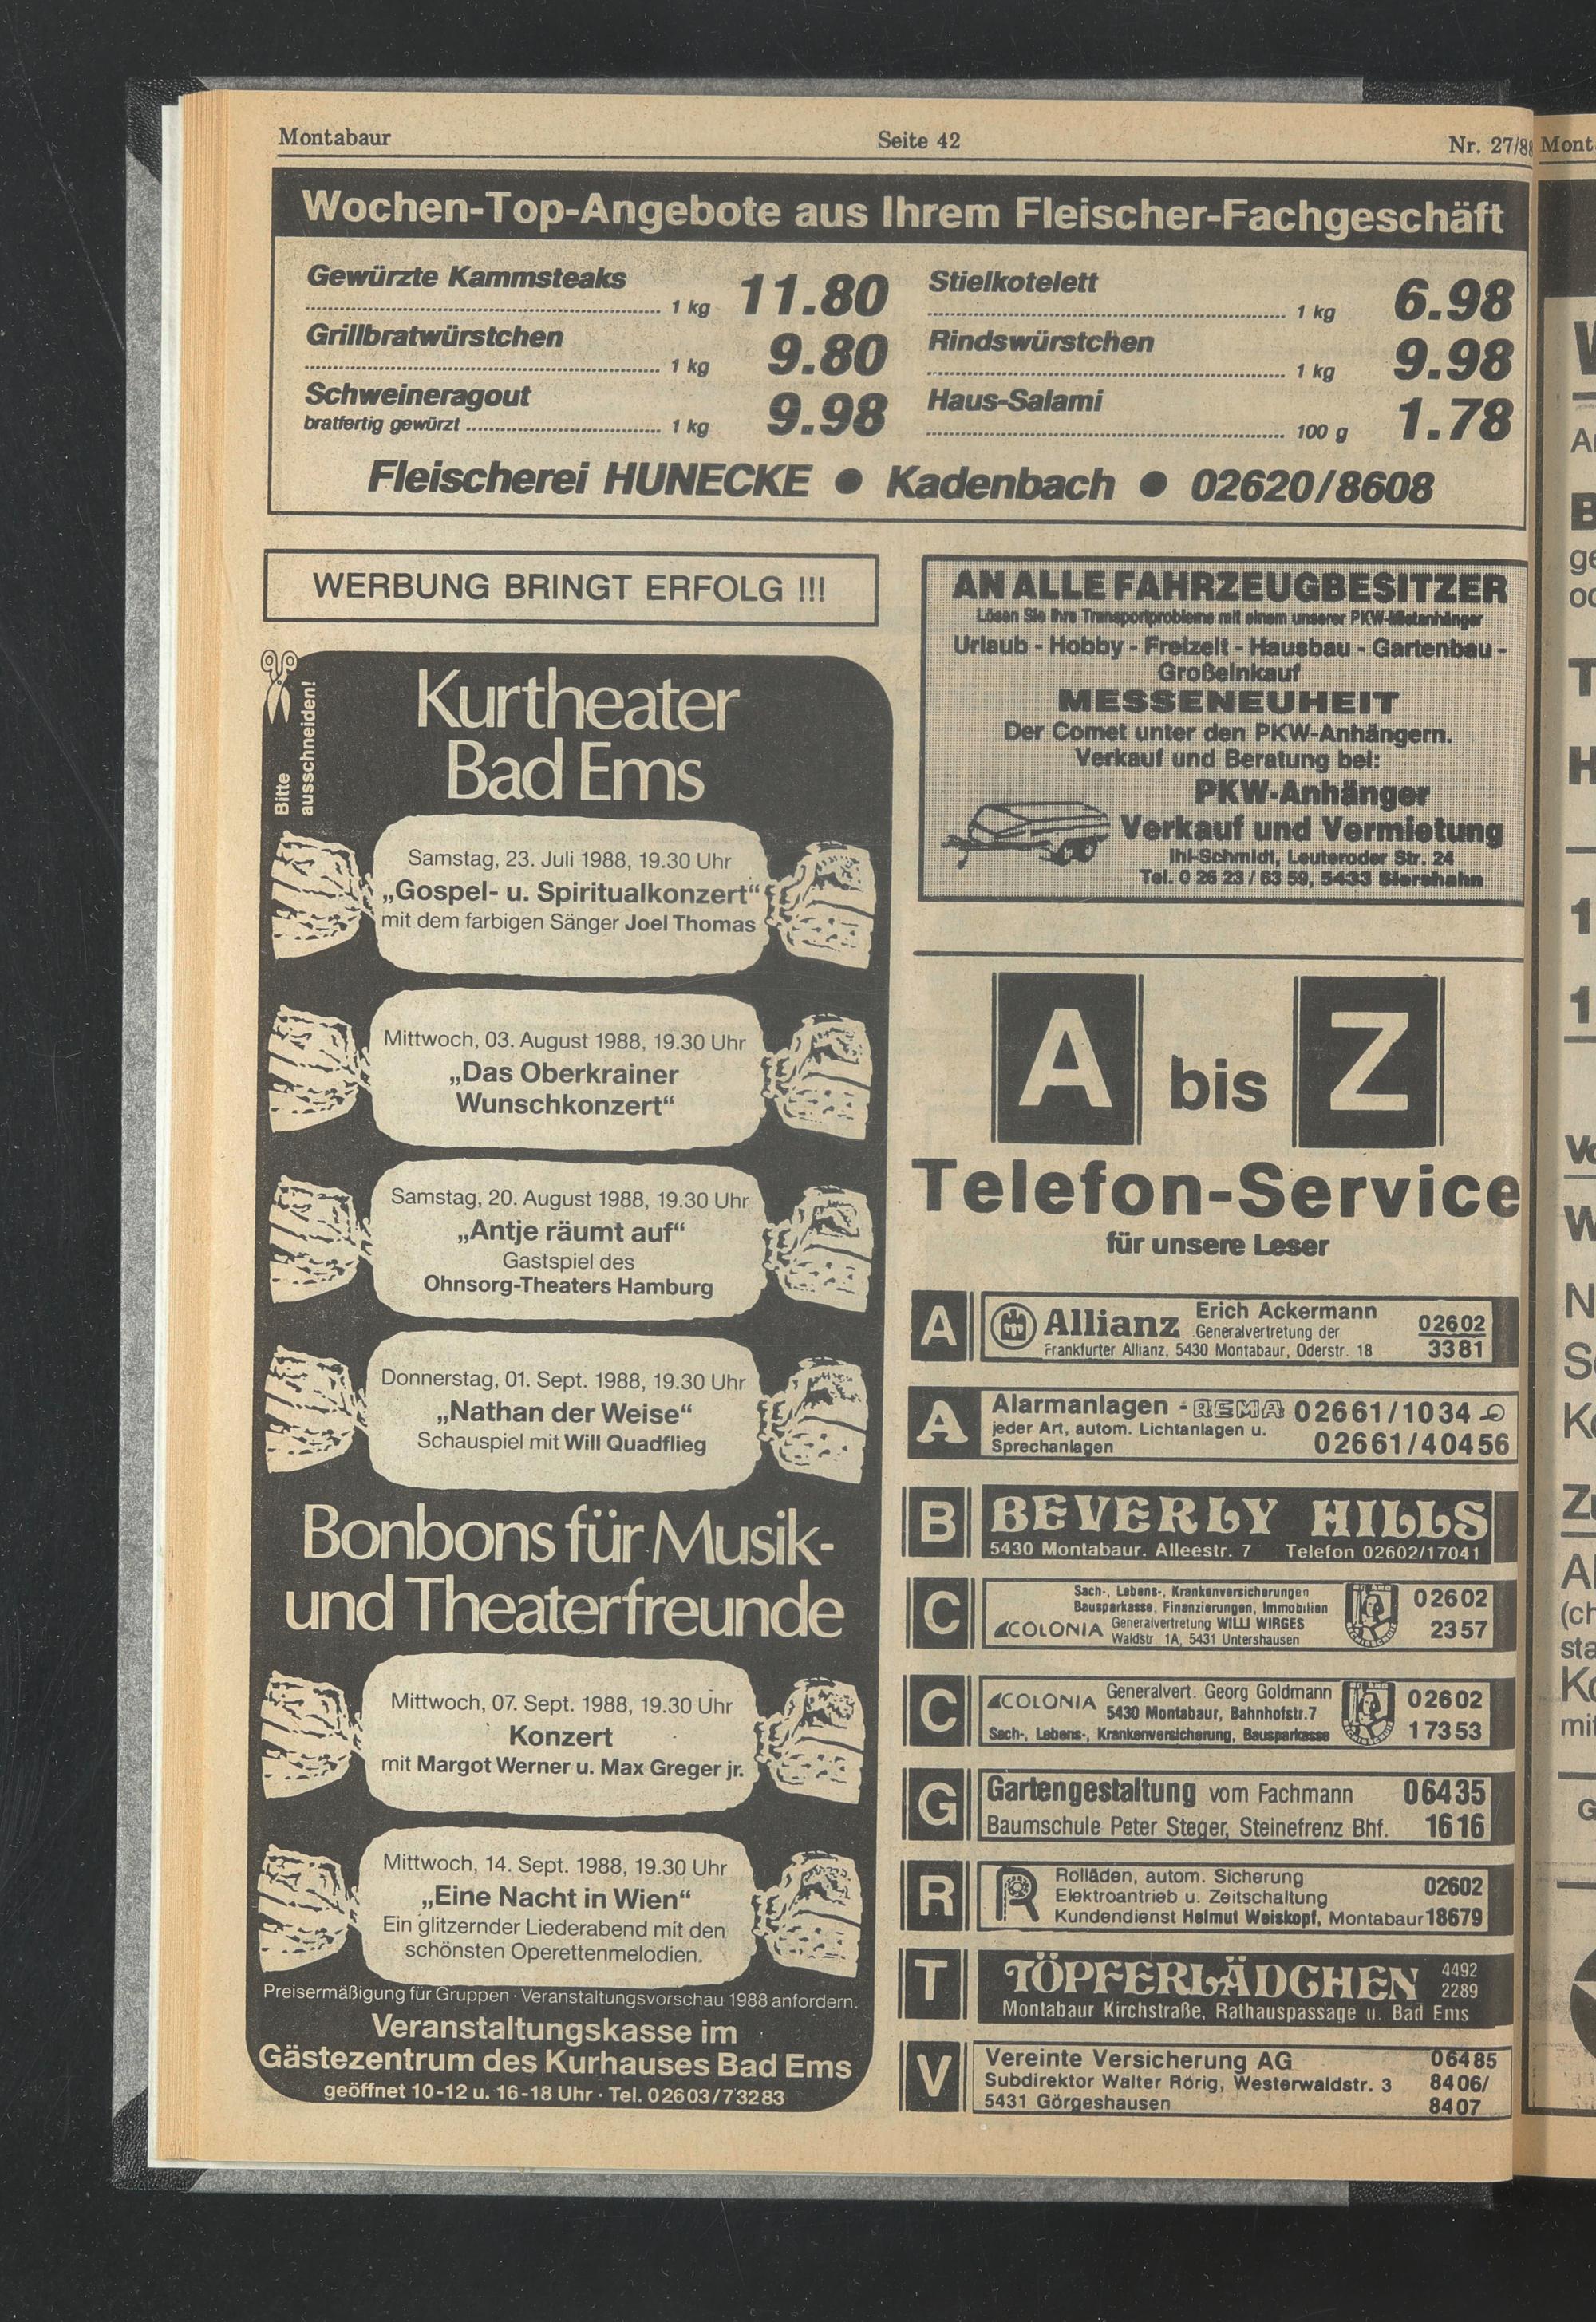 Montabaur
Seite 42
Nr. 27/88
Wochen-Top-Angebote aus Ihrem Fleischer-Fachgeschäft
Gewürzte Kammsteaks
1 kg 11.80
Grillbratwürstchen
1 kg 9.80
Schweineragout
bratfertig gewürzt 1 kg 9.98
Stielkotelett
1 kg 6.98
Rindswürstchen
1 kg 9.98
Haus-Salami
100 g 1.78
Fleischerei HUNECKE ● Kadenbach ● 02620/8608
WERBUNG BRINGT ERFOLG !!!
Bitte
ausschneiden!
Kurtheater
Bad Ems
Samstag, 23. Juli 1988, 19.30 Uhr
„Gospel- u. Spiritualkonzert“
mit dem farbigen Sänger Joel Thomas
Mittwoch, 03. August 1988, 19.30 Uhr
„Das Oberkrainer
Wunschkonzert“
Samstag, 20. August 1988, 19.30 Uhr
„Antje räumt auf“
Gastspiel des
Ohnsorg-Theaters Hamburg
Donnerstag, 01. Sept. 1988, 19.30 Uhr
„Nathan der Weise“
Schauspiel mit Will Quadflieg
Bonbons für Musik-
und Theaterfreunde
Mittwoch, 07. Sept. 1988, 19.30 Uhr
Konzert
mit Margot Werner u. Max Greger jr.
Mittwoch, 14. Sept. 1988, 19.30 Uhr
„Eine Nacht in Wien“
Ein glitzernder Liederabend mit den
schönsten Operettenmelodien.
Preisermäßigung für Gruppen · Veranstaltungsvorschau 1988 anfordern.
Veranstaltungskasse im
Gästezentrum des Kurhauses Bad Ems
geöffnet 10-12 u. 16-18 Uhr · Tel. 02603/73283
AN ALLE FAHRZEUGBESITZER
Lösen Sie Ihre Transportprobleme mit einem unserer PKW-Mietanhänger
Urlaub - Hobby - Freizeit - Hausbau - Gartenbau -
Großeinkauf
MESSENEUHEIT
Der Comet unter den PKW-Anhängern.
Verkauf und Beratung bei:
PKW-Anhänger
Verkauf und Vermietung
Ihl-Schmidt, Leuteroder Str. 24
Tel. 0 26 23 / 63 59, 5433 Siershahn
A bis Z
Telefon-Service
für unsere Leser
A
Allianz Erich Ackermann
Generalvertretung der
Frankfurter Allianz, 5430 Montabaur, Oderstr. 18
02602
3381
A
Alarmanlagen - REMA 02661/1034
jeder Art, autom. Lichtanlagen u.
Sprechanlagen 02661/40456
B
BEVERLY HILLS
5430 Montabaur. Alleestr. 7 Telefon 02602/17041
C
Sach-, Lebens-, Krankenversicherungen
Bausparkasse, Finanzierungen, Immobilien
COLONIA Generalvertretung WILLI WIRGES
Waldstr. 1A, 5431 Untershausen
02602
2357
C
COLONIA Generalvert. Georg Goldmann
5430 Montabaur, Bahnhofstr.7
Sach-, Lebens-, Krankenversicherung, Bausparkasse
02602
17353
G
Gartengestaltung vom Fachmann 06435
Baumschule Peter Steger, Steinefrenz Bhf. 1616
R
R
Rolläden, autom. Sicherung
Elektroantrieb u. Zeitschaltung
Kundendienst Helmut Weiskopf, Montabaur
02602
18679
T
TÖPFERLÄDCHEN 4492
2289
Montabaur Kirchstraße, Rathauspassage u. Bad Ems
V
Vereinte Versicherung AG
Subdirektor Walter Rörig, Westerwaldstr. 3
5431 Görgeshausen
06485
8406/
8407
Mont